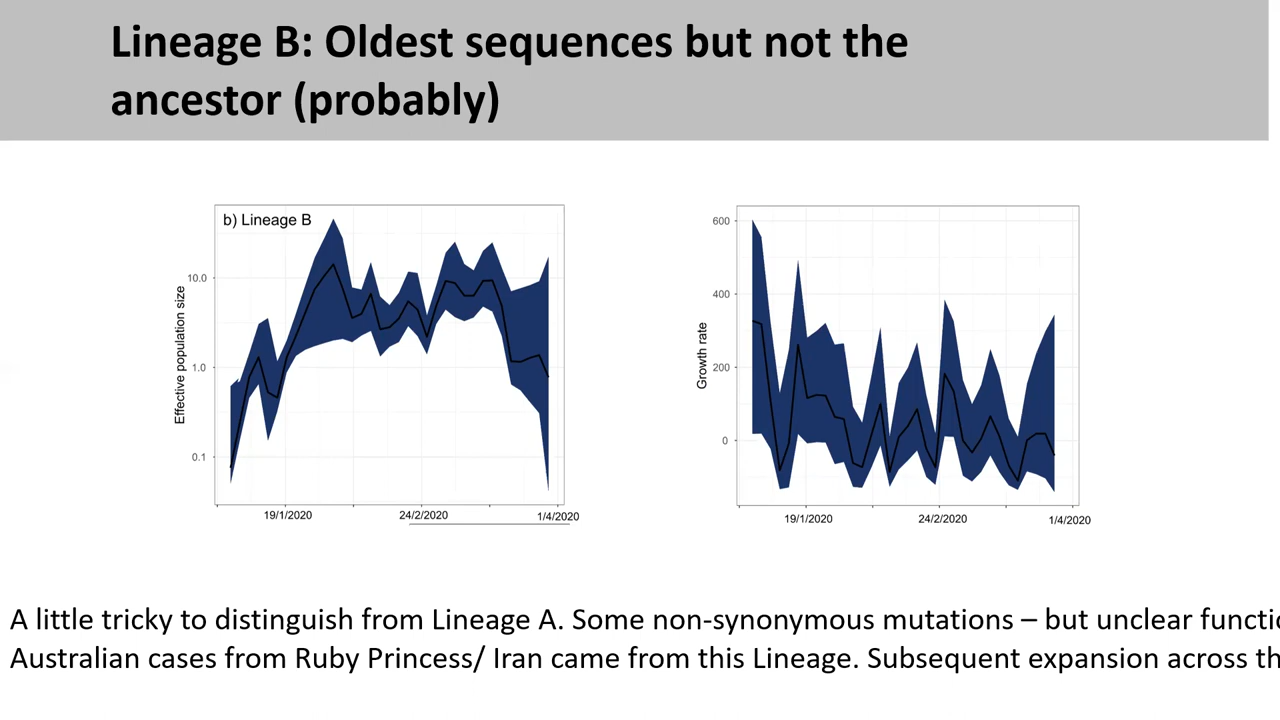 Lineage B: Oldest sequences but not the
ancestor (probably)
b) Lineage B
Effective population size
10.0
1.0
0.1
19/1/2020
24/2/2020
1/4/2020
Growth rate
600
400
200
0
19/1/2020
24/2/2020
1/4/2020
A little tricky to distinguish from Lineage A. Some non-synonymous mutations – but unclear
Australian cases from Ruby Princess/ Iran came from this Lineage. Subsequent expansion across